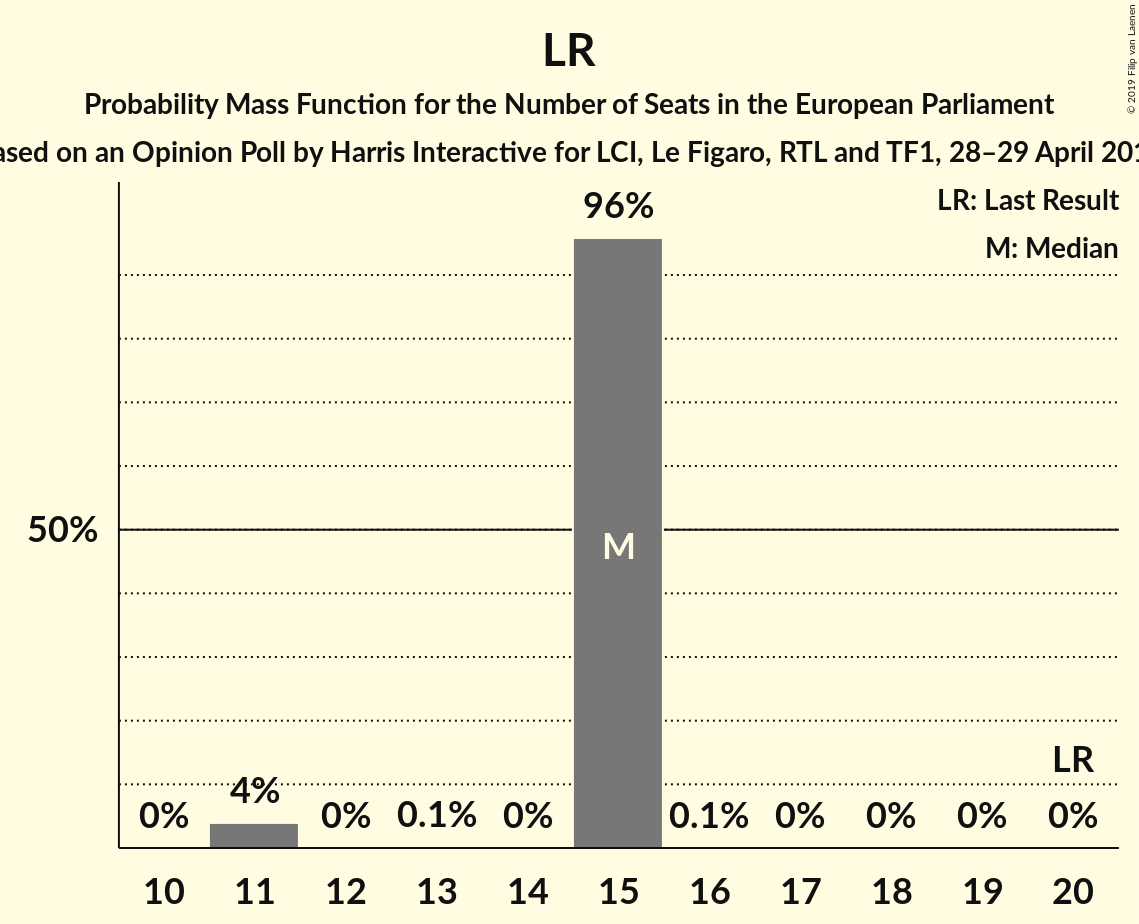 LR
Probability Mass Function for the Number of Seats in the European Parliament
ased on an Opinion Poll by Harris Interactive for LCI, Le Figaro, RTL and TF1, 28–29 April 201
© 2019 Filip van Laenen
LR: Last Result
M: Median
96%
50%
M
LR
0% 4% 0% 0.1% 0% 0.1% 0% 0% 0% 0%
10 11 12 13 14 15 16 17 18 19 20